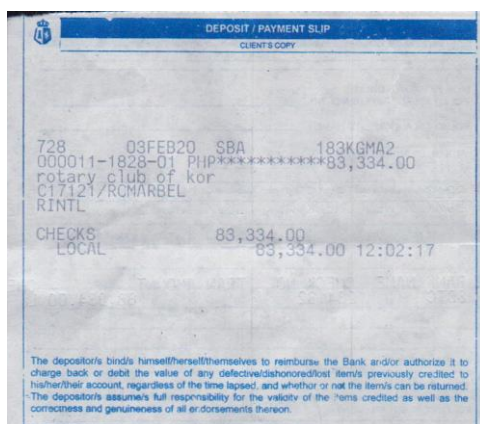 DEPOSIT / PAYMENT SLIP
CLIENT'S COPY
728 03FEB20 SBA 183KGMA2
000011-1828-01 PHP***********83,334.00
rotary club of kor
C17121/RCMARBEL
RINTL
CHECKS 83,334.00
LOCAL 83,334.00 12:02:17
The depositor/s bind/s himself/herself/themselves to reimburse the Bank and/or authorize it to
charge back or debit the value of any defective/dishonored/lost item/s previously credited to
his/her/their account, regardless of the time lapsed, and whether or not the item/s can be returned.
The depositor/s assume/s full responsibility for the validity of the items credited as well as the
correctness and genuineness of all endorsements thereon.